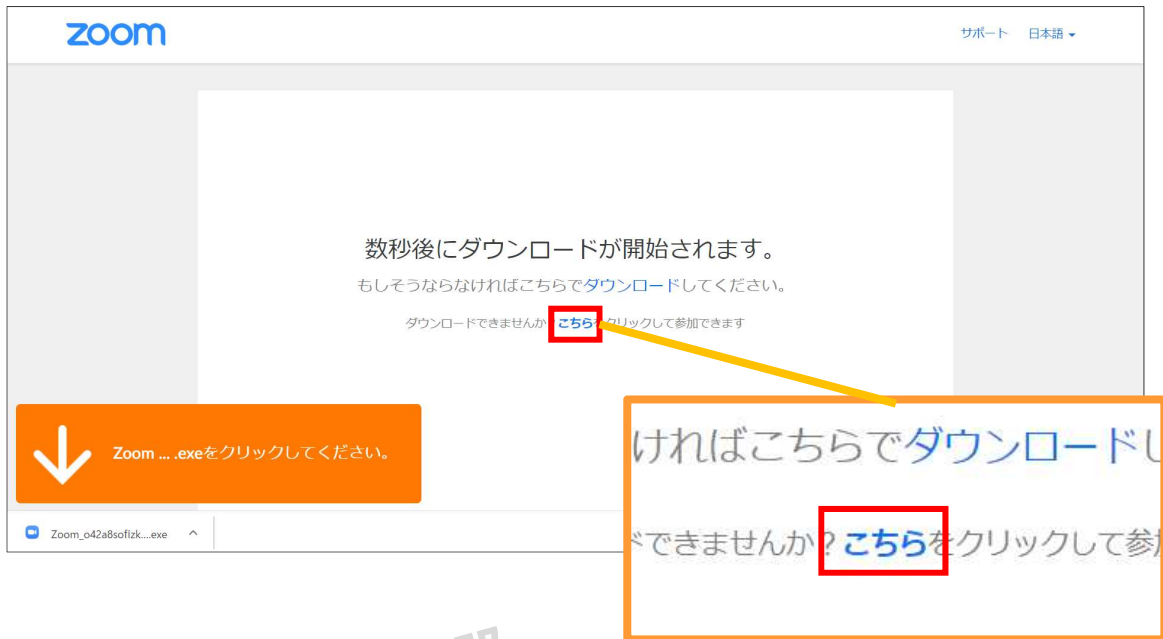 zoom
サポート 日本語
数秒後にダウンロードが開始されます。
もしそうならなければこちらでダウンロードしてください。
ダウンロードできませんか?こちらをクリックして参加できます
Zoom ... .exeをクリックしてください。
Zoom_o42a8soflzk....exe
ければこちらでダウンロードし
できませんか?こちらをクリックして参